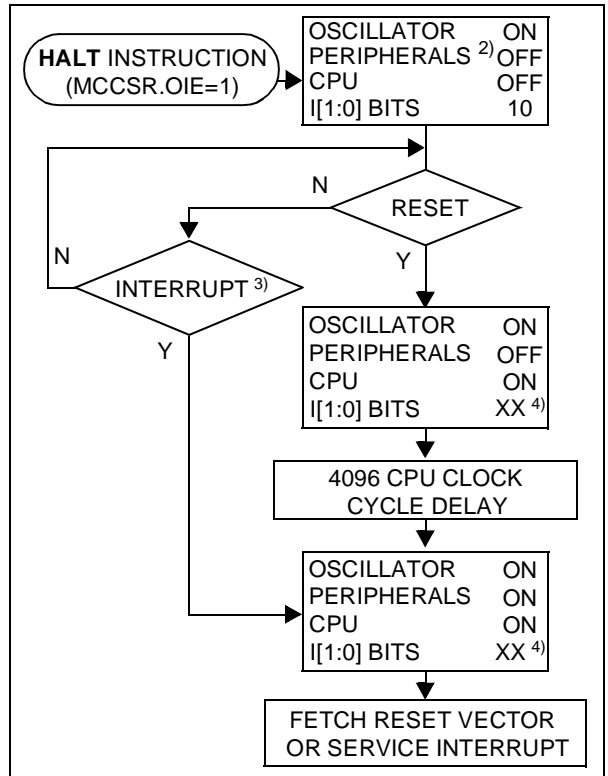 HALT INSTRUCTION
(MCCSR.OIE=1)
OSCILLATOR ON
PERIPHERALS 2) OFF
CPU OFF
I[1:0] BITS 10
N
RESET
Y
N
INTERRUPT 3)
Y
OSCILLATOR ON
PERIPHERALS OFF
CPU ON
I[1:0] BITS XX 4)
4096 CPU CLOCK
CYCLE DELAY
OSCILLATOR ON
PERIPHERALS ON
CPU ON
I[1:0] BITS XX 4)
FETCH RESET VECTOR
OR SERVICE INTERRUPT